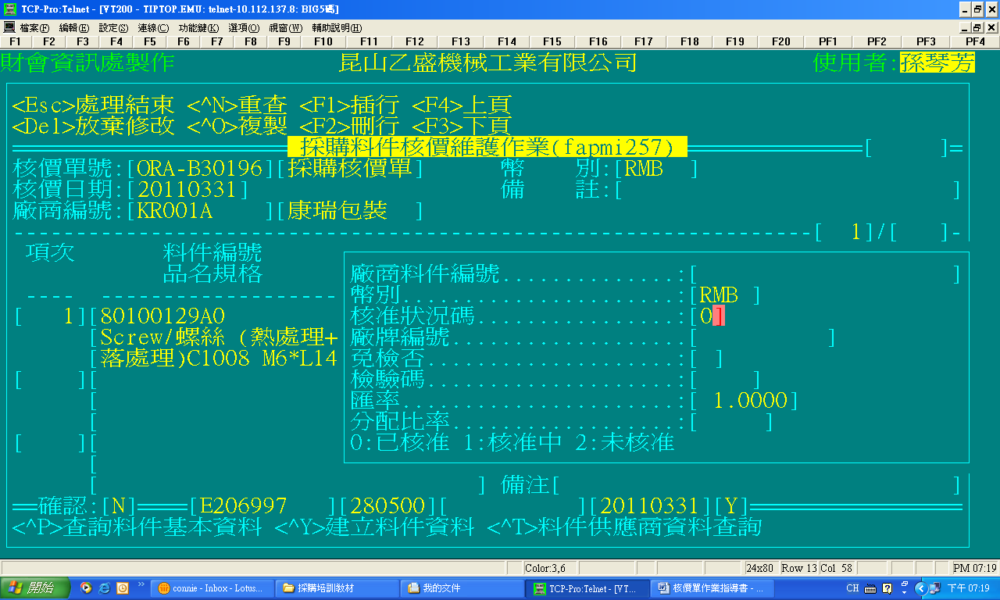 TCP-Pro:Telnet - [VT200 - TIPTOP.EMU: telnet-10.112.137.8: BIG5碼]
檔案(F) 編輯(E) 設定(S) 連線(C) 功能鍵(K) 選項(O) 視窗(W) 輔助說明(H)
F1 F2 F3 F4 F5 F6 F7 F8 F9 F10 F11 F12 F13 F14 F15 F16 F17 F18 F19 F20 PF1 PF2 PF3 PF4
財會資訊處製作 昆山乙盛機械工業有限公司 使用者:孫琴芳
<Esc>處理結束 <^N>重查 <F1>插行 <F4>上頁
<Del>放棄修改 <^O>複製 <F2>刪行 <F3>下頁
採購料件核價維護作業(fapmi257) [ ]
核價單號:[ORA-B30196][採購核價單] 幣 別:[RMB ]
核價日期:[20110331] 備 註:[ ]
廠商編號:[KR001A ][康瑞包裝 ]
--------------------------------------------------------------[ 1]/[ ]-
項次 料件編號
品名規格
---- -------------------
廠商料件編號..............:[ ]
幣別......................:[RMB ]
[ 1][80100129A0 核准狀況碼................:[0]
[Screw/螺絲 (熱處理+ 廠牌編號..................[ ]
[落處理)C1008 M6*L14 免檢否....................:[ ]
[ ][ 檢驗碼....................:[ ]
[ 匯率......................:[ 1.0000]
[ 分配比率..................:[ ]
[ ][ 0:已核准 1:核准中 2:未核准
[
[ ] 備注[ ]
確認:[N] [E206997 ][280500][ ][20110331][Y]
<^P>查詢料件基本資料 <^Y>建立料件資料 <^T>料件供應商資料查詢
Color:3,6 24x80 Row 13 Col 58 PM 07:19
開始 connie - Inbox - Lotus... 採購培訓教材 我的文件 TCP-Pro:Telnet - [VT... 核價單作業指導書 - ... CH 下午 07:19